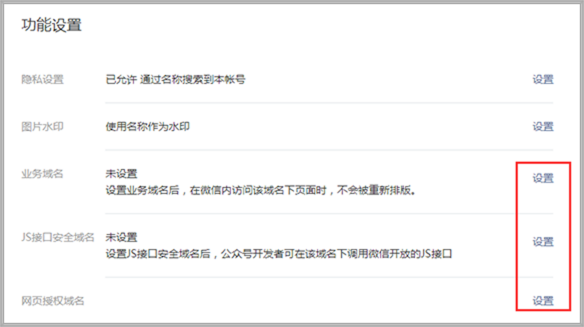 功能设置
隐私设置 已允许 通过名称搜索到本帐号 设置
图片水印 使用名称作为水印 设置
业务域名 未设置 设置
设置业务域名后，在微信内访问该域名下页面时，不会被重新排版。
JS接口安全域名 未设置 设置
设置JS接口安全域名后，公众号开发者可在该域名下调用微信开放的JS接口
网页授权域名 设置